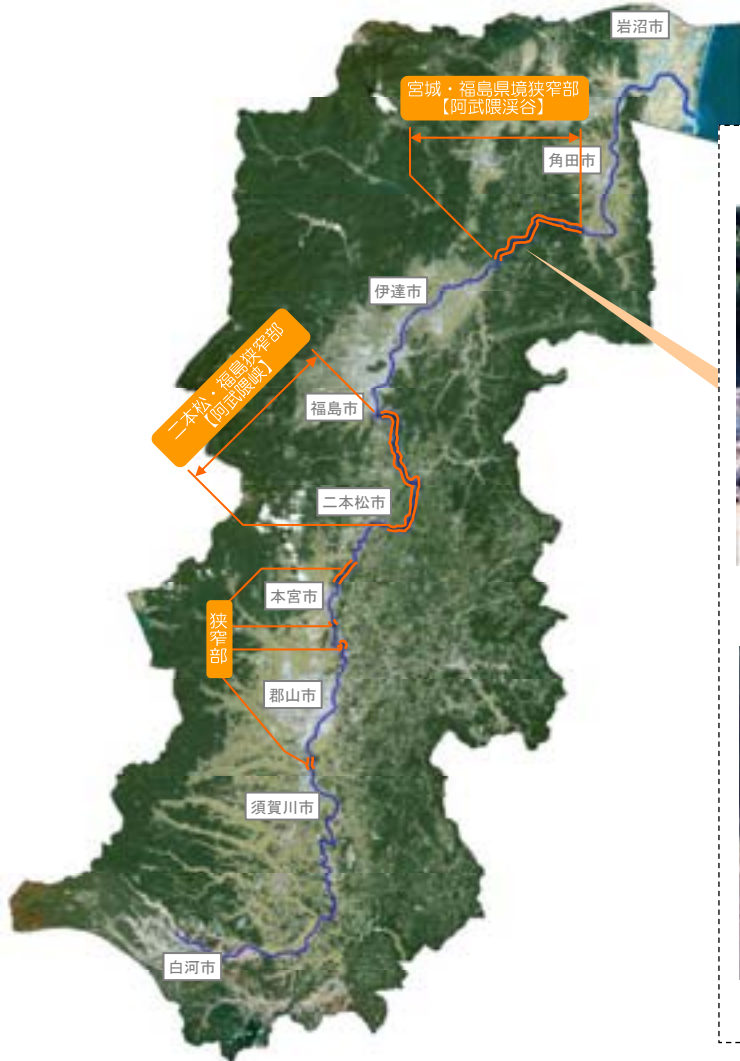 岩沼市
宮城・福島県境狭窄部
【阿武隈渓谷】
角田市
伊達市
二本松・福島狭窄部
【阿武隈峡】
福島市
二本松市
本宮市
狭窄部
郡山市
須賀川市
白河市